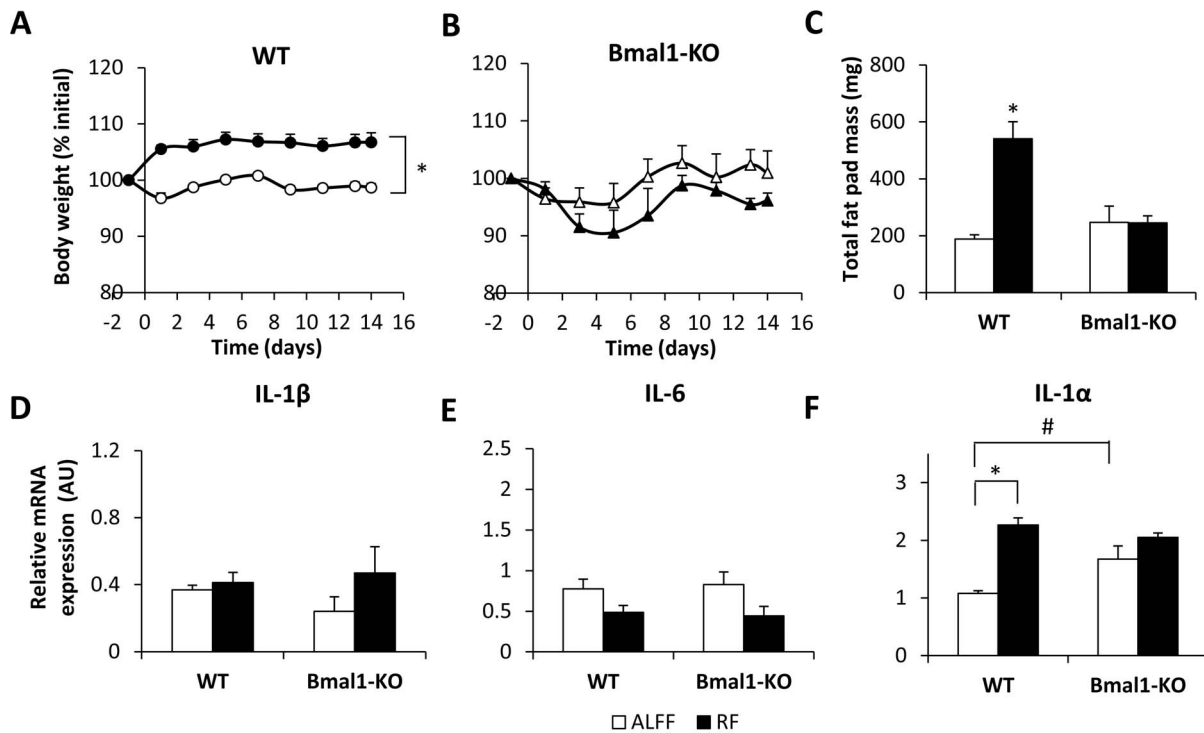 A
WT
Body weight (% initial)
120
110
100
90
80
-2 0 2 4 6 8 10 12 14 16
Time (days)
*
B
Bmal1-KO
120
110
100
90
80
-2 0 2 4 6 8 10 12 14 16
Time (days)
C
Total fat pad mass (mg)
800
600
400
200
0
*
WT Bmal1-KO
D
IL-1β
Relative mRNA
expression (AU)
1.2
0.8
0.4
0
WT Bmal1-KO
E
IL-6
2.5
2
1.5
1
0.5
0
WT Bmal1-KO
F
IL-1α
#
*
3
2
1
0
WT Bmal1-KO
ALFF RF